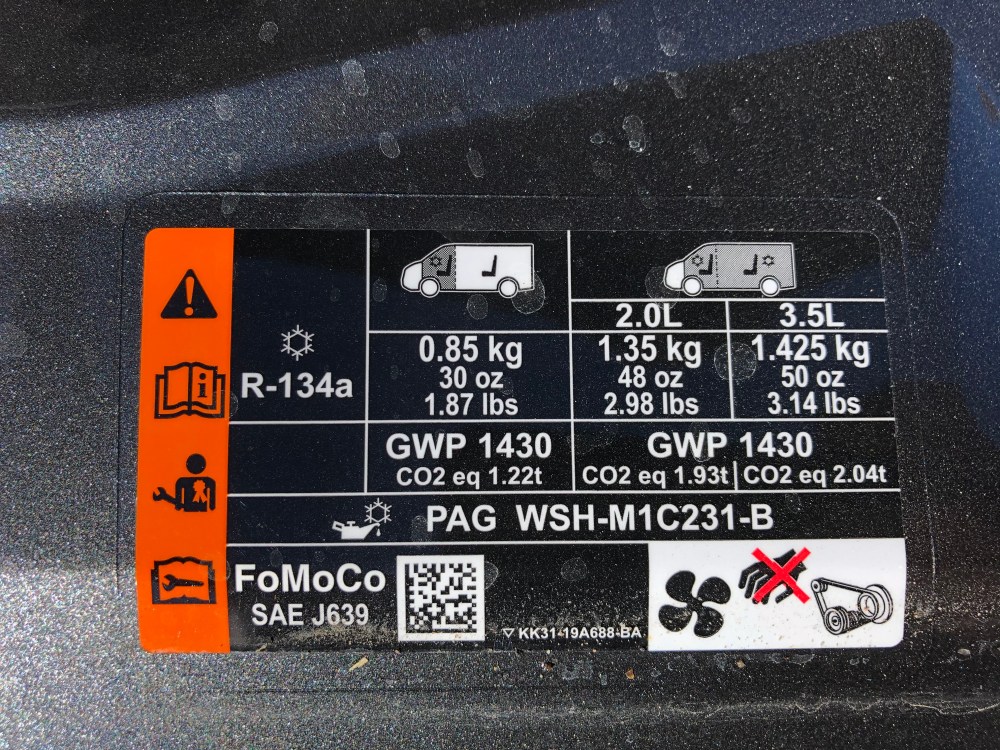 2.0L 3.5L
R-134a
0.85 kg 1.35 kg 1.425 kg
30 oz 48 oz 50 oz
1.87 lbs 2.98 lbs 3.14 lbs
GWP 1430 GWP 1430
CO2 eq 1.22t CO2 eq 1.93t CO2 eq 2.04t
PAG WSH-M1C231-B
FoMoCo
SAE J639
KK31-19A688-BA